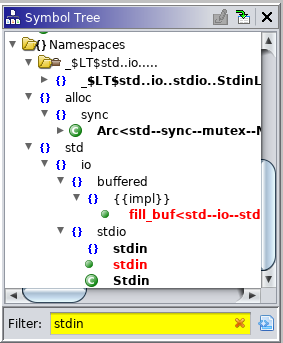 Symbol Tree
{} Namespaces
_$LT$std..io.....
{} _$LT$std..io..stdio..StdinL
{} alloc
{} sync
C Arc<std--sync--mutex--M
{} std
{} io
{} buffered
{} {{impl}}
fill_buf<std--io--std
{} stdio
{} stdin
stdin
C Stdin
Filter: stdin